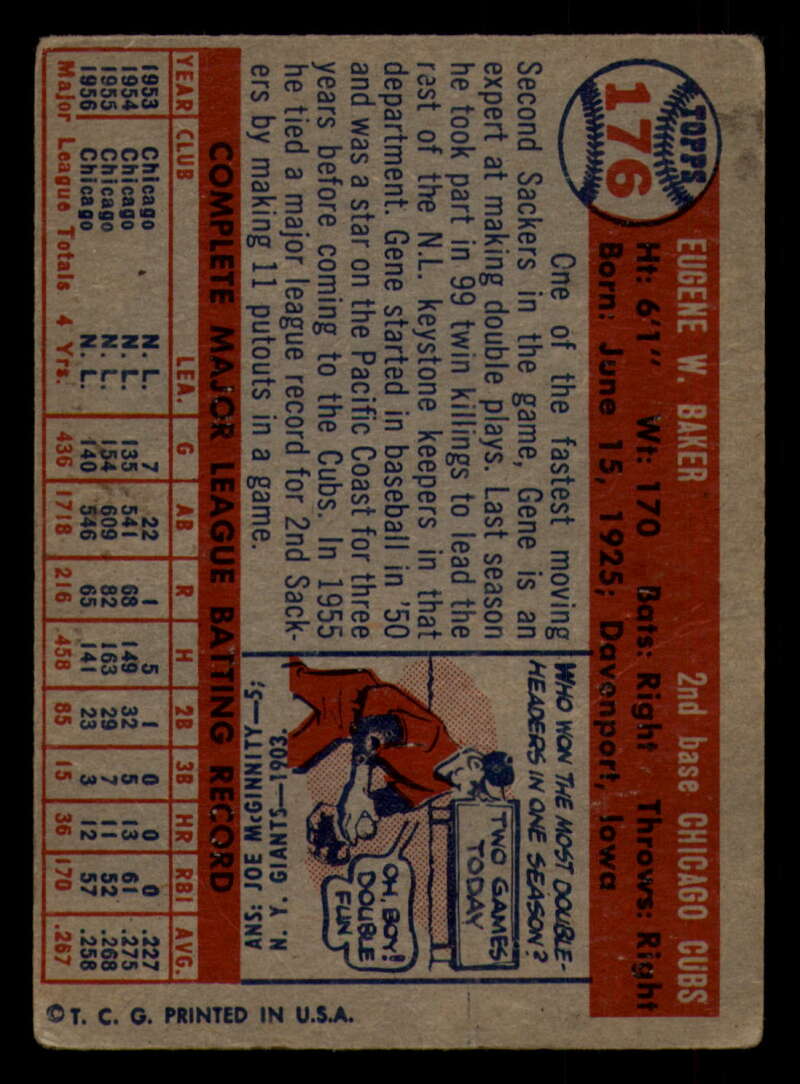 TOPPS
176
EUGENE W. BAKER 2nd base CHICAGO CUBS
Ht: 6'1" Wt: 170 Bats: Right Throws: Right
Born: June 15, 1925; Davenport, Iowa
One of the fastest moving
Second Sackers in the game, Gene is an
expert at making double plays. Last season
he took part in 99 twin killings to lead the
rest of the N.L. keystone keepers in that
department. Gene started in baseball in '50
and was a star on the Pacific Coast for three
years before coming to the Cubs. In 1955
he tied a major league record for 2nd Sack-
ers by making 11 putouts in a game.
WHO WON THE MOST DOUBLE-
HEADERS IN ONE SEASON?
TWO GAMES
TODAY
OH, BOY!
DOUBLE
FUN
ANS: JOE McGINNITY—5;
N. Y. GIANTS—1903.
COMPLETE MAJOR LEAGUE BATTING RECORD
YEAR CLUB LEA. G AB R H 2B 3B HR RBI AVG.
1953 Chicago N. L. 7 22 1 5 1 0 0 0 .227
1954 Chicago N. L. 135 541 68 149 32 5 13 61 .275
1955 Chicago N. L. 154 609 82 163 29 7 11 52 .268
1956 Chicago N. L. 140 546 65 141 23 3 12 57 .258
Major League Totals 4 Yrs. 436 1718 216 .458 85 15 36 170 .267
© T. C. G. PRINTED IN U.S.A.